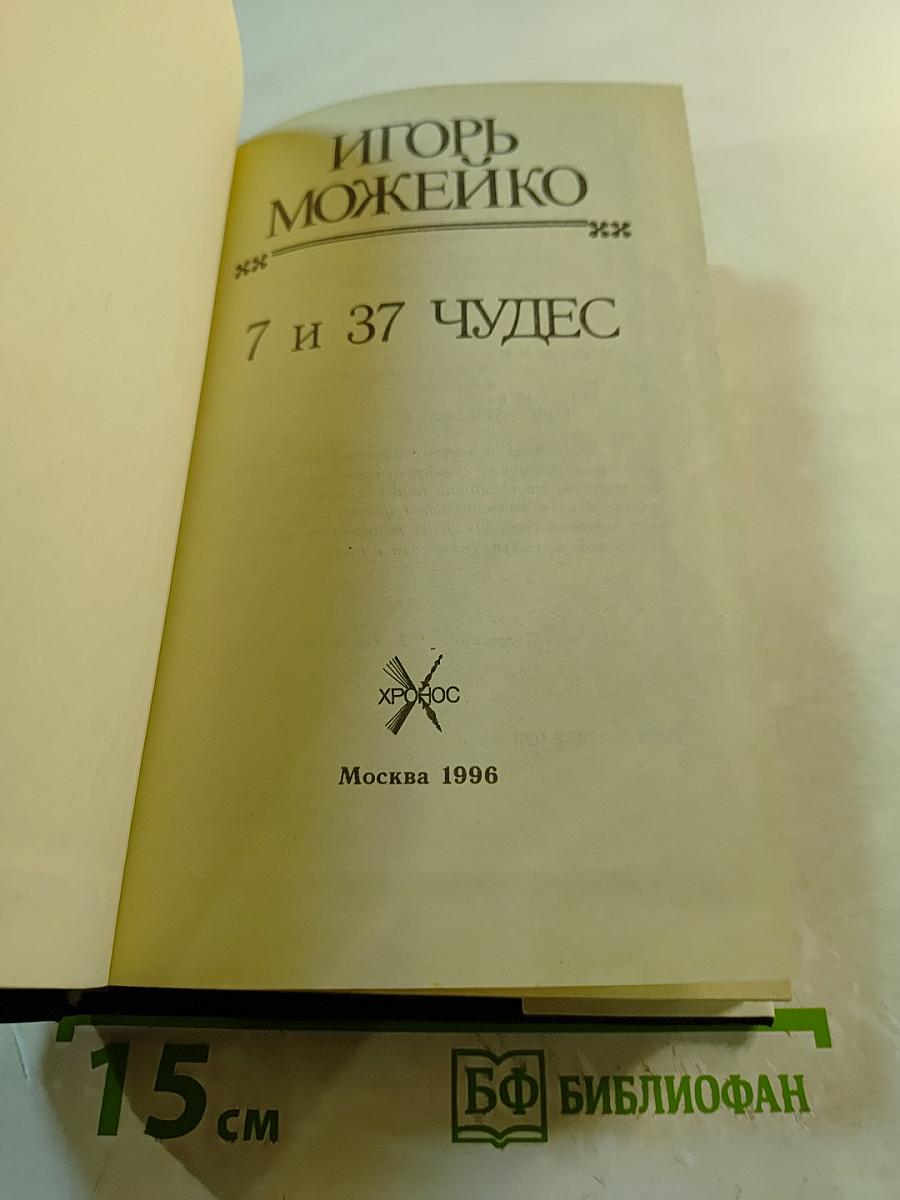 ИГОРЬ
МОЖЕЙКО
7 и 37 ЧУДЕС
ХРОНОС
Москва 1996
15 см
БФ БИБЛИОФАН